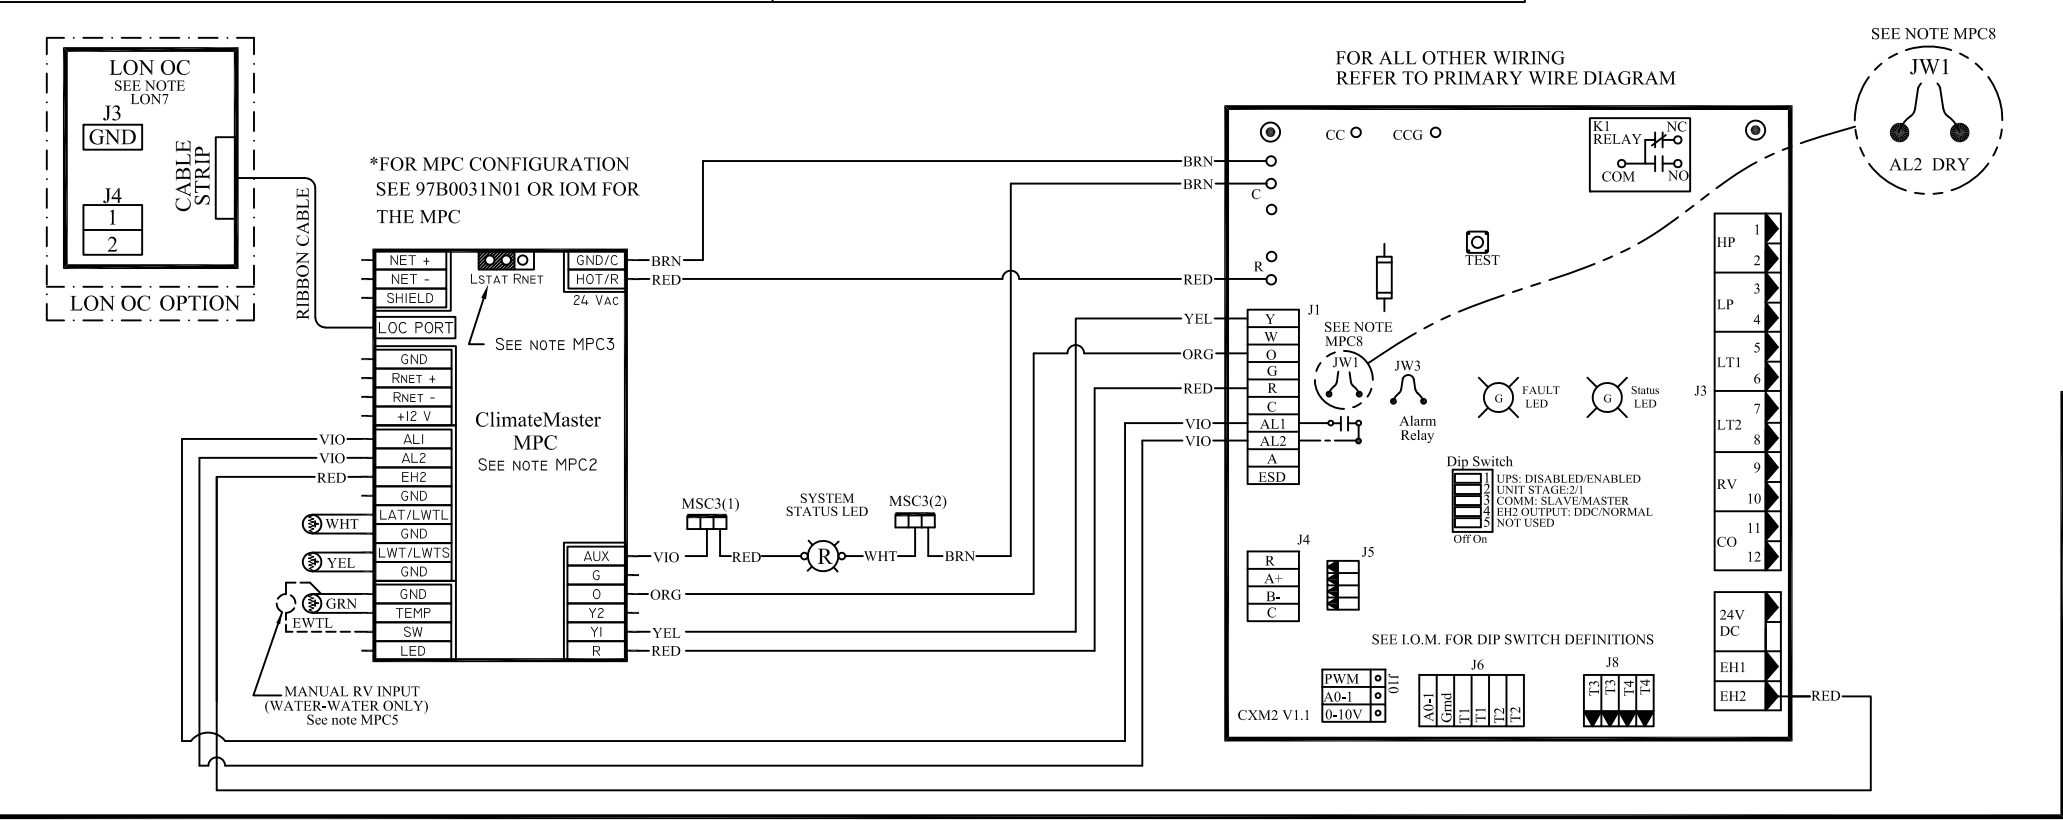 LON OC
SEE NOTE
LON7
J3
GND
J4
1
2
CABLE
STRIP
LON OC OPTION
RIBBON CABLE
*FOR MPC CONFIGURATION
SEE 97B0031N01 OR IOM FOR
THE MPC
NET +
NET -
SHIELD
LSTAT RNET
GND/C
HOT/R
24 VAC
BRN
RED
LOC PORT
SEE NOTE MPC3
GND
RNET +
RNET -
+12 V
ClimateMaster
MPC
SEE NOTE MPC2
VIO
VIO
RED
AL1
AL2
EH2
GND
LAT/LWTL
GND
LWT/LWTS
GND
GND
TEMP
SW
LED
WHT
YEL
GRN
EWTL
MANUAL RV INPUT
(WATER-WATER ONLY)
See note MPC5
AUX
G
O
Y2
Y1
R
VIO
ORG
YEL
RED
MSC3(1)
RED
SYSTEM
STATUS LED
R
WHT
MSC3(2)
BRN
FOR ALL OTHER WIRING
REFER TO PRIMARY WIRE DIAGRAM
SEE NOTE MPC8
JW1
AL2 DRY
BRN
BRN
RED
YEL
ORG
RED
VIO
VIO
CC
CCG
C
R
K1
RELAY
NC
COM
NO
TEST
J1
Y
W
O
G
R
C
AL1
AL2
A
ESD
SEE NOTE
MPC8
JW1
JW3
Alarm
Relay
G
FAULT
LED
G
Status
LED
Dip Switch
1 UPS: DISABLED/ENABLED
2 UNIT STAGE:2/1
3 COMM: SLAVE/MASTER
4 EH2 OUTPUT: DDC/NORMAL
5 NOT USED
Off On
J3
HP
1
2
LP
3
4
LT1
5
6
LT2
7
8
RV
9
10
CO
11
12
J4
R
A+
B-
C
J5
SEE I.O.M. FOR DIP SWITCH DEFINITIONS
24V
DC
EH1
EH2
RED
PWM
A0-1
0-10V
J10
CXM2 V1.1
J6
A0-1
Grnd
T1
T1
T2
T2
J8
T3
T3
T4
T4